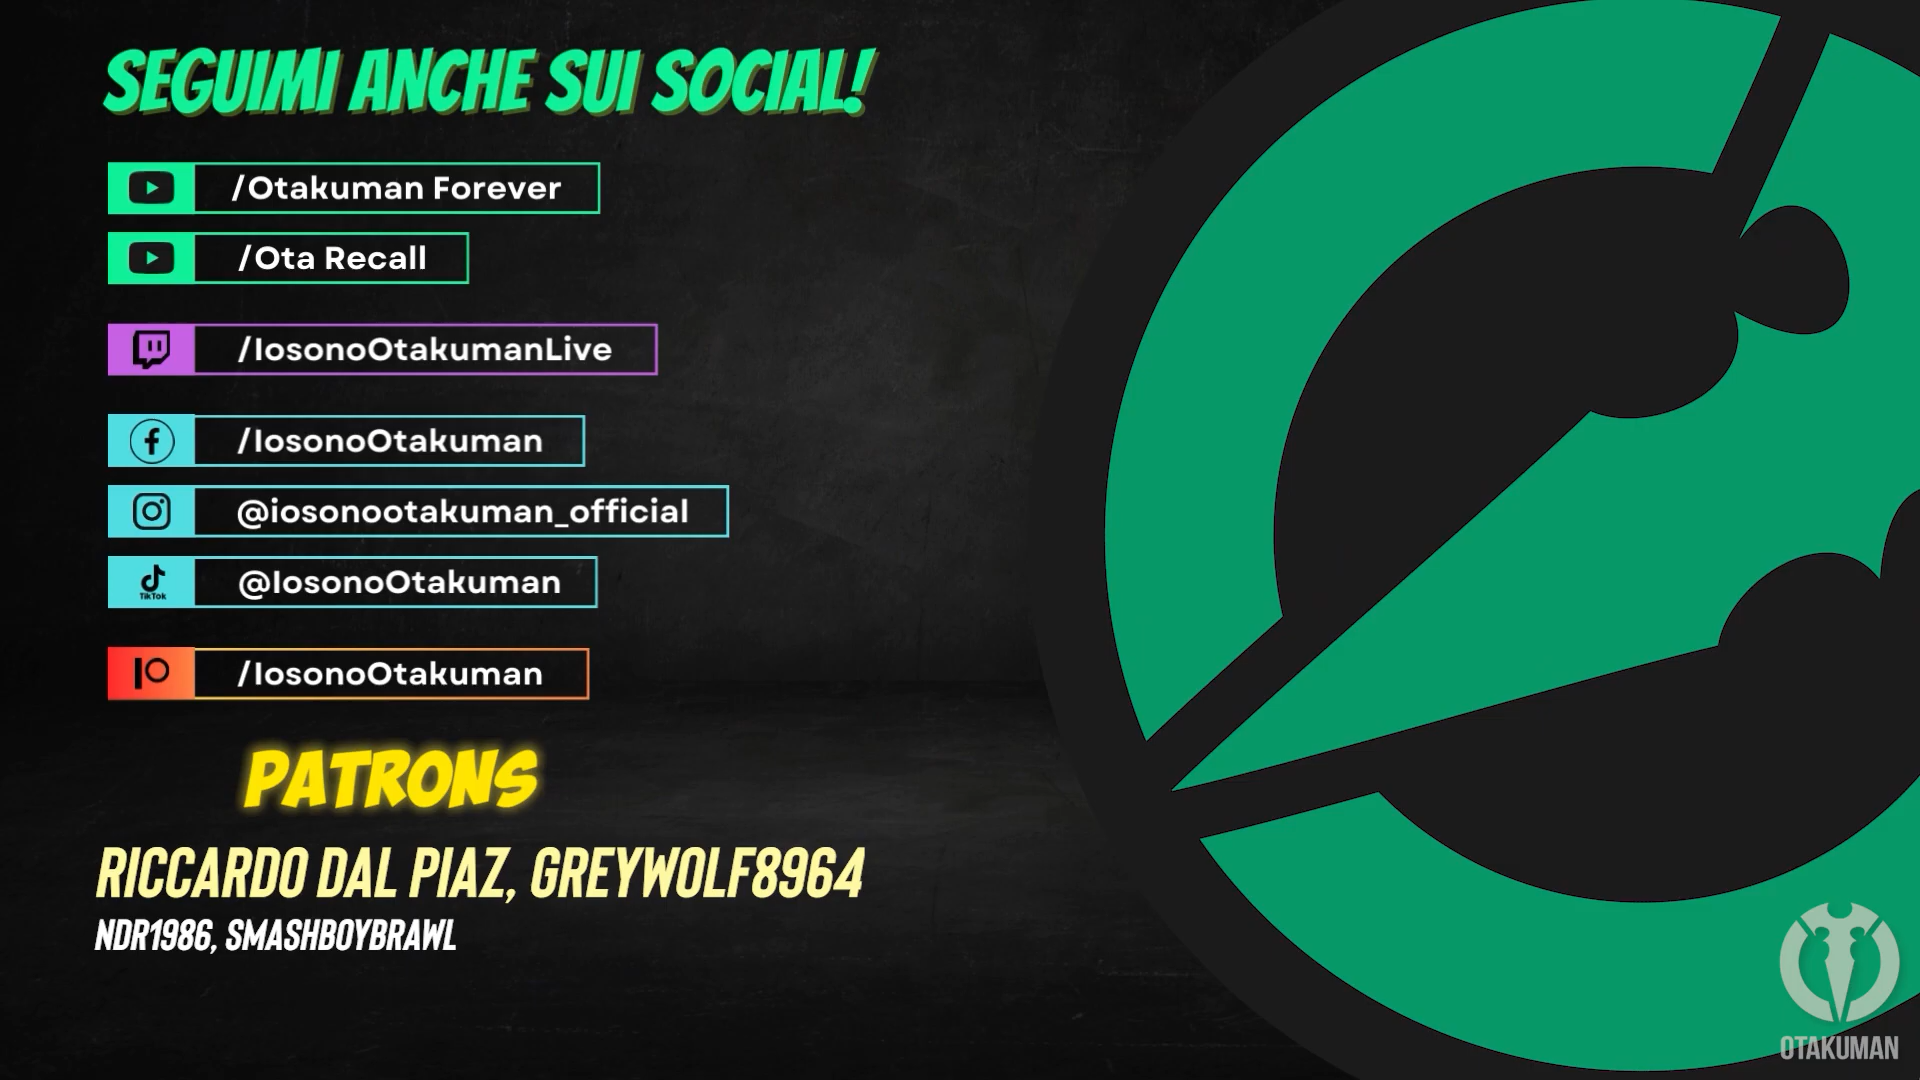 SEGUIMI ANCHE SUI SOCIAL!
/Otakuman Forever
/Ota Recall
/IosonoOtakumanLive
/IosonoOtakuman
@iosonootakuman_official
TikTok
@IosonoOtakuman
/IosonoOtakuman
PATRONS
RICCARDO DAL PIAZ, GREYWOLF8964
NDR1986, SMASHBOYBRAWL
OTAKUMAN